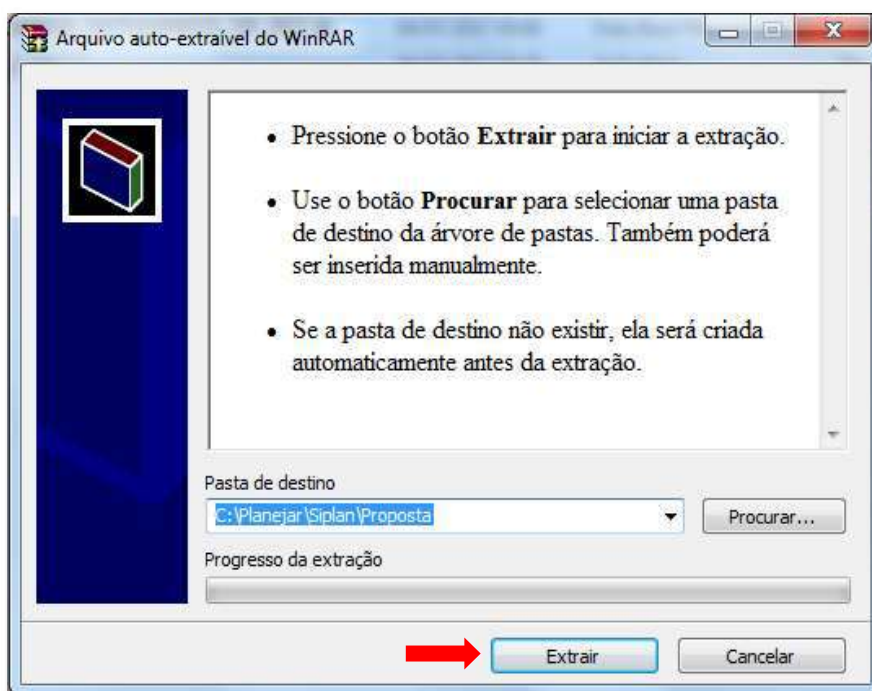 Arquivo auto-extraível do WinRAR
• Pressione o botão Extrair para iniciar a extração.
• Use o botão Procurar para selecionar uma pasta
de destino da árvore de pastas. Também poderá
ser inserida manualmente.
• Se a pasta de destino não existir, ela será criada
automaticamente antes da extração.
Pasta de destino
C:\Planejar\Siplan\Proposta
Procurar...
Progresso da extração
Extrair
Cancelar